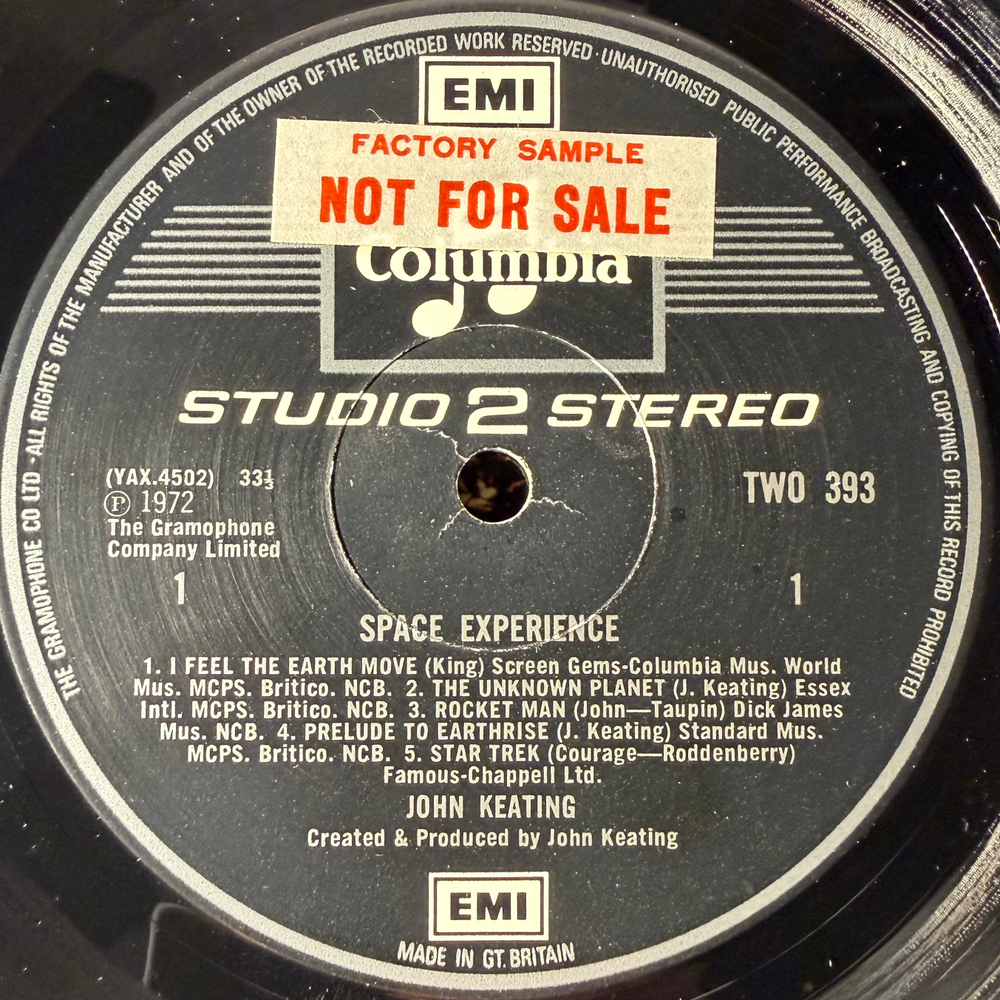 THE GRAMOPHONE CO LTD · ALL RIGHTS OF THE MANUFACTURER AND OF THE OWNER OF THE RECORDED WORK RESERVED · UNAUTHORISED PUBLIC PERFORMANCE BROADCASTING AND COPYING OF THIS RECORD PROHIBITED
EMI
FACTORY SAMPLE
NOT FOR SALE
Columbia
STUDIO 2 STEREO
(YAX.4502) 33⅓
Ⓟ 1972
The Gramophone
Company Limited
TWO 393
1
1
SPACE EXPERIENCE
1. I FEEL THE EARTH MOVE (King) Screen Gems-Columbia Mus. World
Mus. MCPS. Britico. NCB. 2. THE UNKNOWN PLANET (J. Keating) Essex
Intl. MCPS. Britico. NCB. 3. ROCKET MAN (John—Taupin) Dick James
Mus. NCB. 4. PRELUDE TO EARTHRISE (J. Keating) Standard Mus.
MCPS. Britico. NCB. 5. STAR TREK (Courage—Roddenberry)
Famous-Chappell Ltd.
JOHN KEATING
Created & Produced by John Keating
EMI
MADE IN GT. BRITAIN